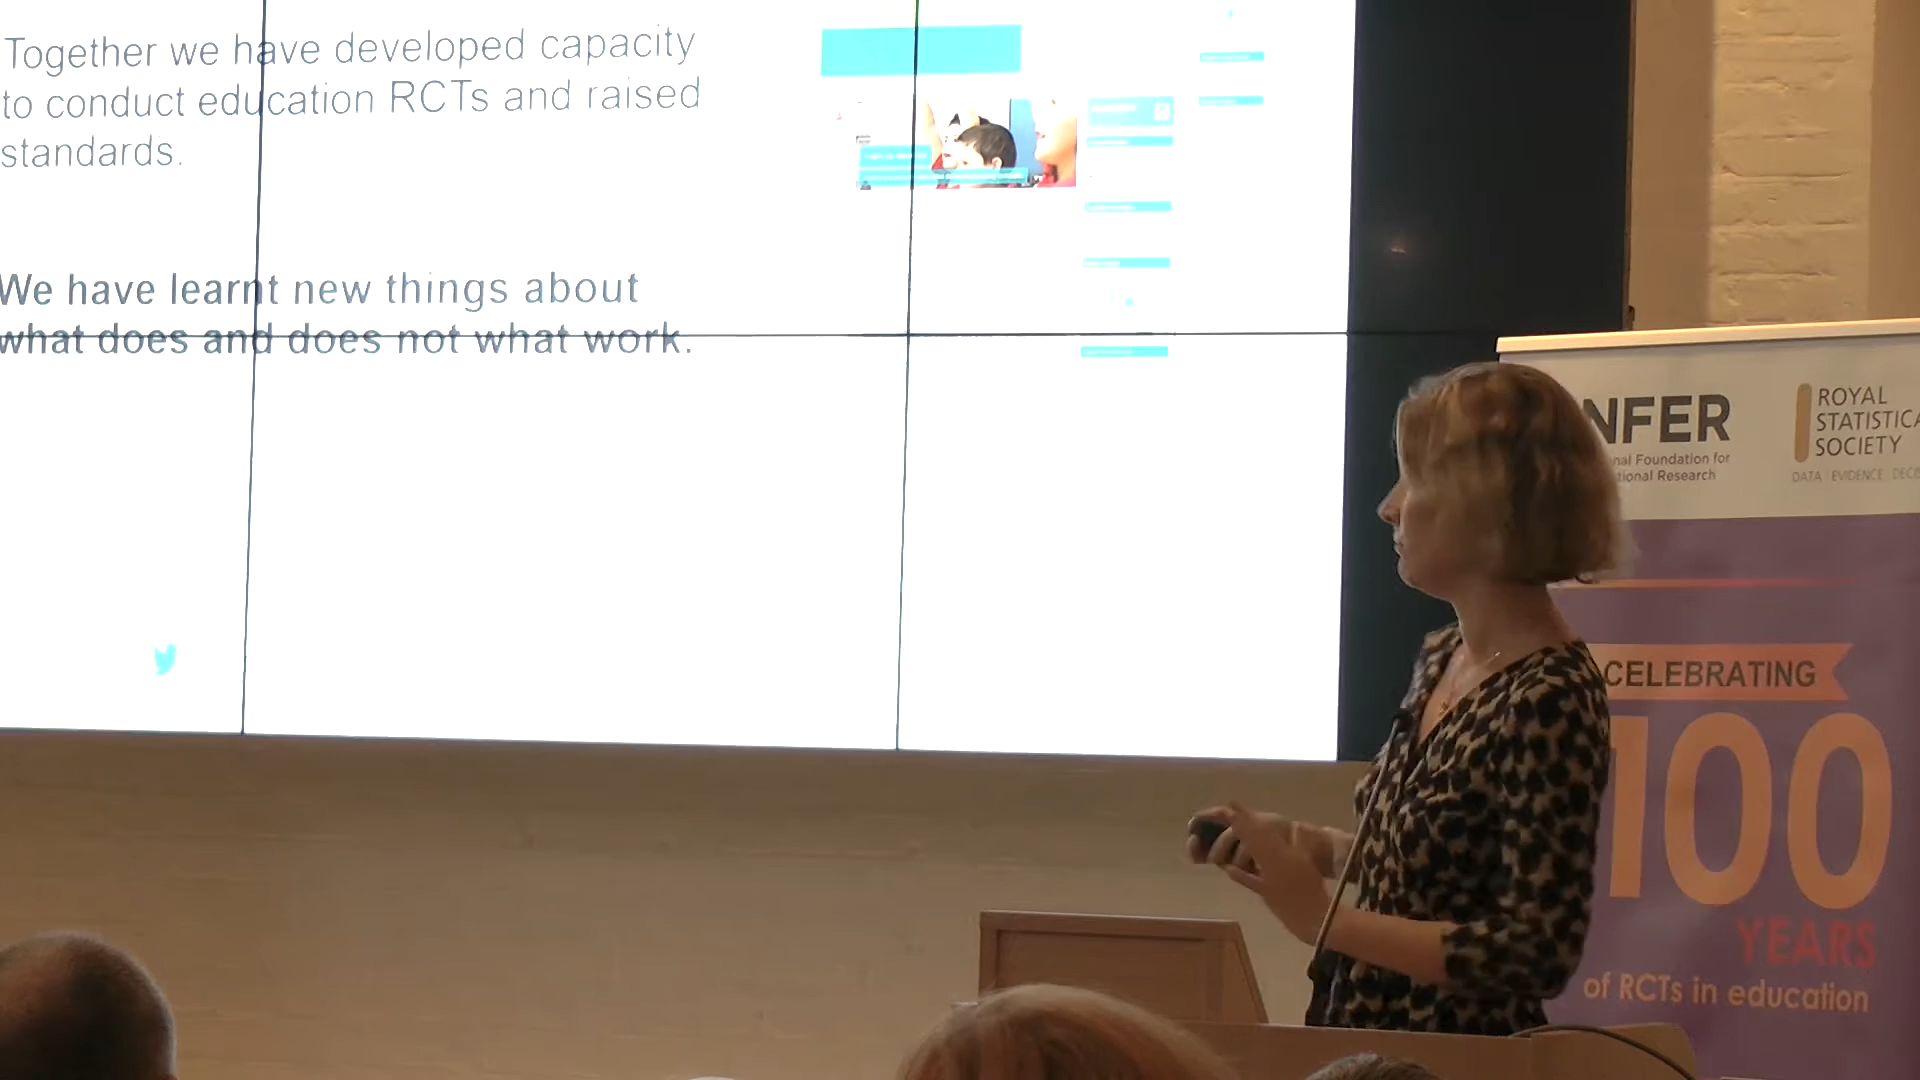 Together we have developed capacity
to conduct education RCTs and raised
standards.
We have learnt new things about
what does and does not what work.
NFER
nal Foundation for
tional Research
ROYAL
STATISTICA
SOCIETY
DATA EVIDENCE DECIS
CELEBRATING
100
YEARS
of RCTs in education